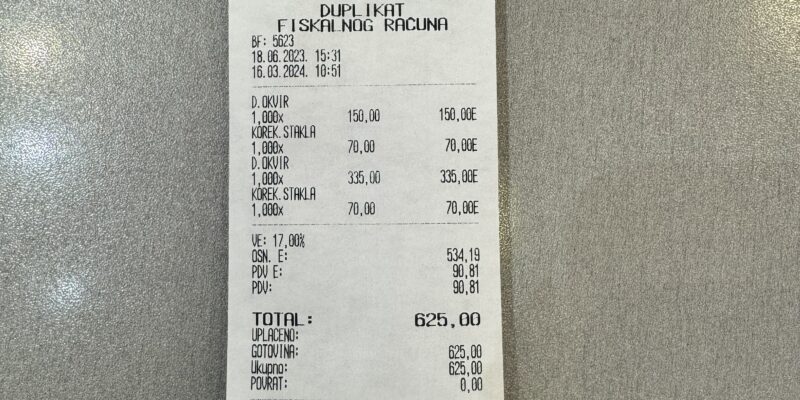 DUPLIKAT
FISKALNOG RAČUNA
BF: 5623
18.06.2023. 15:31
16.03.2024. 10:51
D.OKVIR
1,000x 150,00 150,00E
KOREK.STAKLA
1,000x 70,00 70,00E
D.OKVIR
1,000x 335,00 335,00E
KOREK.STAKLA
1,000x 70,00 70,00E
VE: 17,00%
OSN. E: 534,19
PDV E: 90,81
PDV: 90,81
TOTAL: 625,00
UPLAĆENO:
GOTOVINA: 625,00
Ukupno: 625,00
POVRAT: 0,00